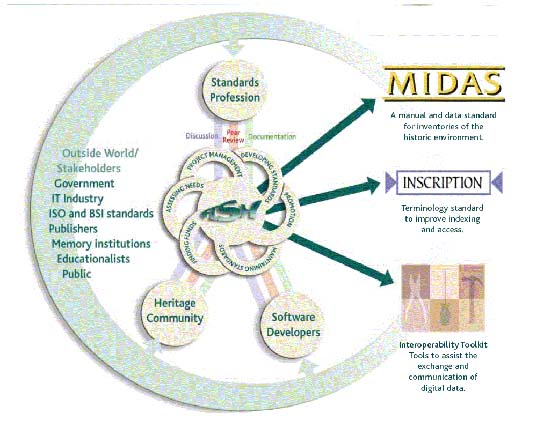 Standards
Profession
Discussion
Peer
Review
Documentation
PROJECT MANAGEMENT
DEVELOPING STANDARDS
PROMOTION
MAINTAINING STANDARDS
FINDING FUNDS
ASSESSING NEEDS
Outside World/
Stakeholders
Government
IT Industry
ISO and BSI standards
Publishers
Memory institutions
Educationalists
Public
Heritage
Community
Software
Developers
MIDAS
A manual and data standard
for inventories of the
historic environment.
INSCRIPTION
Terminology standard
to improve indexing
and access.
Interoperability Toolkit
Tools to assist the
exchange and
communication of
digital data.